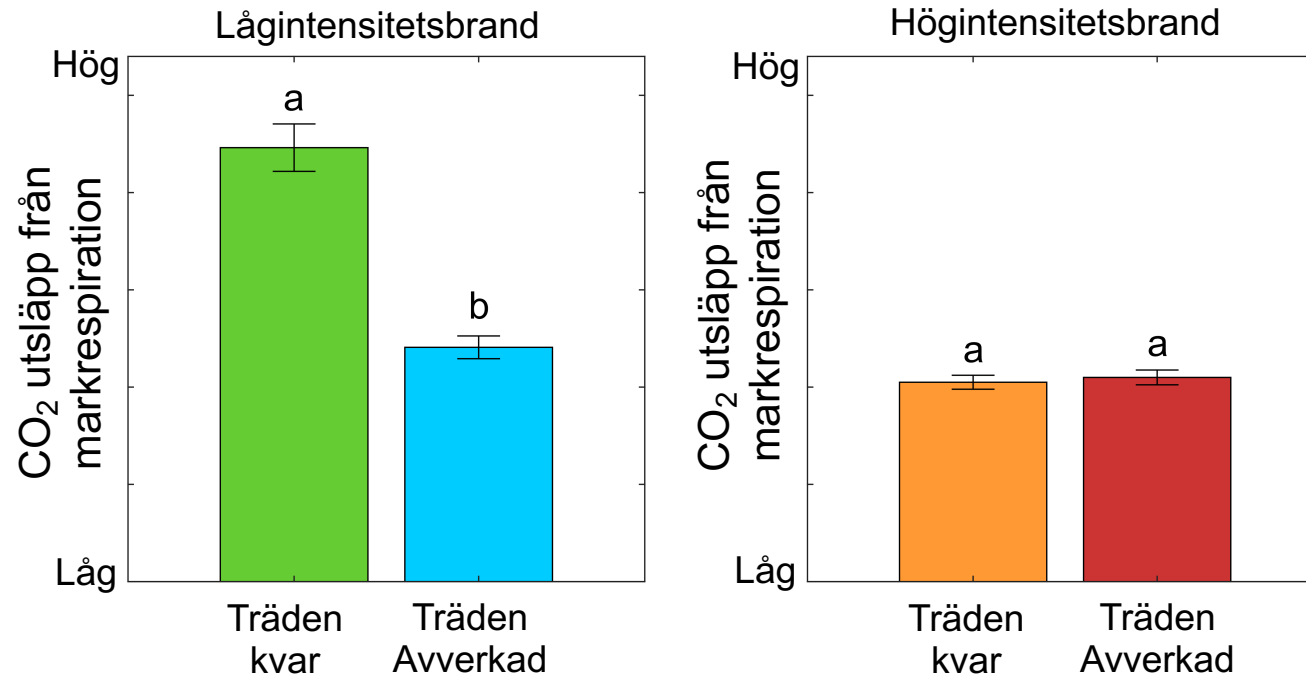 Lågintensitetsbrand
Hög
a
b
CO₂ utsläpp från
markrespiration
Låg
Träden
kvar
Träden
Avverkad
Högintensitetsbrand
Hög
a
a
CO₂ utsläpp från
markrespiration
Låg
Träden
kvar
Träden
Avverkad